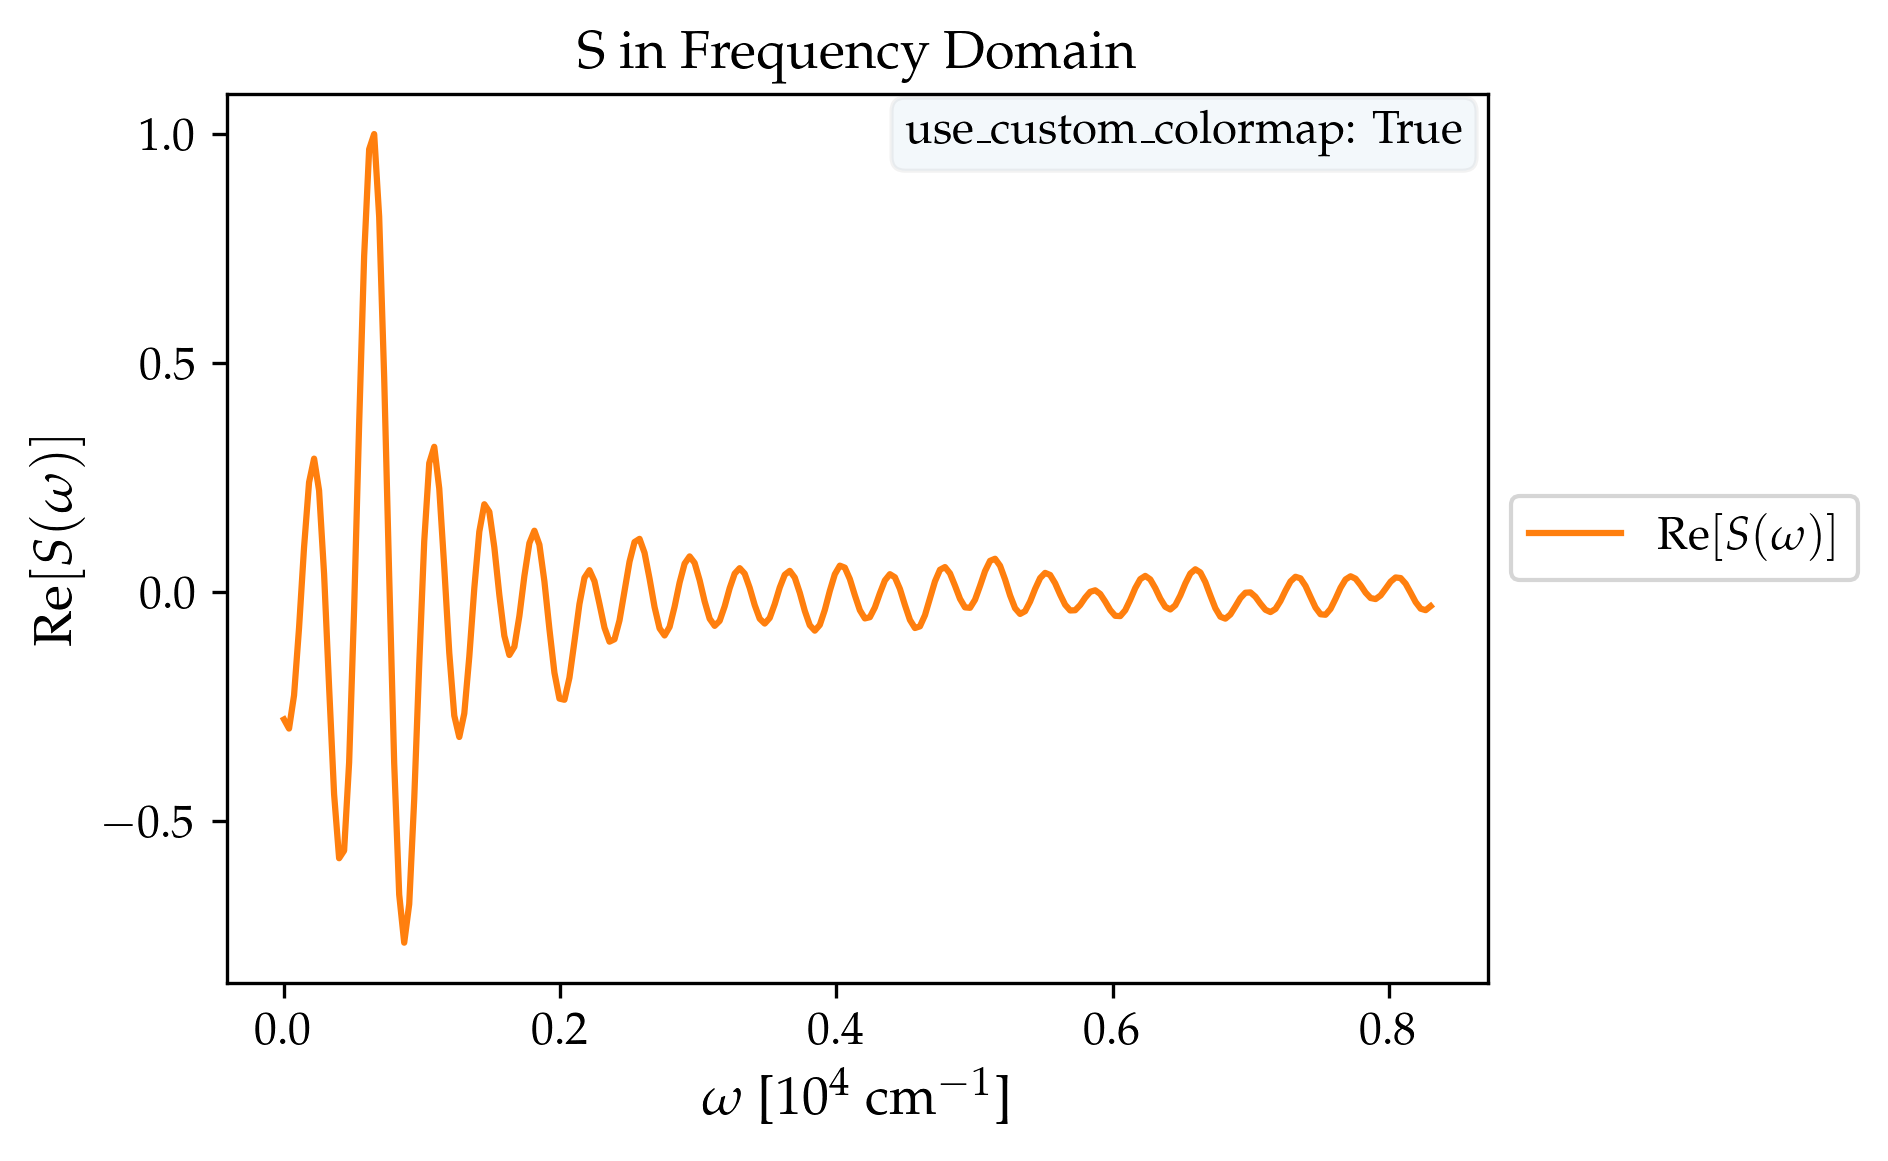 S in Frequency Domain
use_custom_colormap: True
1.0
0.5
0.0
−0.5
Re[S(ω)]
Re[S(ω)]
0.0 0.2 0.4 0.6 0.8
ω [10⁴ cm⁻¹]